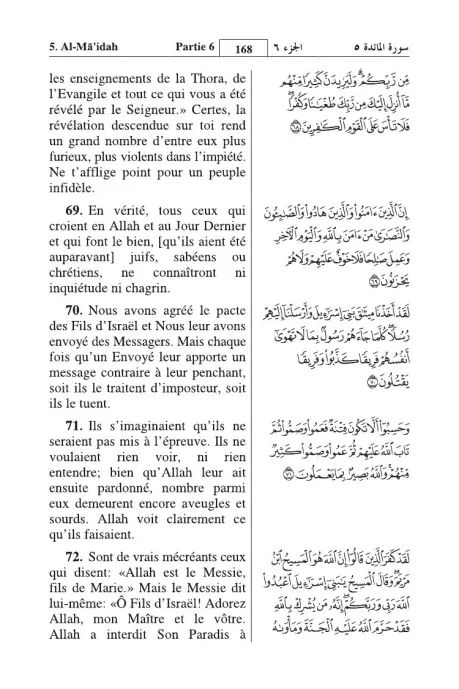 5. Al-Mā'idah Partie 6 168 الجزء ٦ سورة المائدة ٥
les enseignements de la Thora, de
l'Evangile et tout ce qui vous a été
révélé par le Seigneur.» Certes, la
révélation descendue sur toi rend
un grand nombre d'entre eux plus
furieux, plus violents dans l'impiété.
Ne t'afflige point pour un peuple
infidèle.
69. En vérité, tous ceux qui
croient en Allah et au Jour Dernier
et qui font le bien, [qu'ils aient été
auparavant] juifs, sabéens ou
chrétiens, ne connaîtront ni
inquiétude ni chagrin.
70. Nous avons agréé le pacte
des Fils d'Israël et Nous leur avons
envoyé des Messagers. Mais chaque
fois qu'un Envoyé leur apporte un
message contraire à leur penchant,
soit ils le traitent d'imposteur, soit
ils le tuent.
71. Ils s'imaginaient qu'ils ne
seraient pas mis à l'épreuve. Ils ne
voulaient rien voir, ni rien
entendre; bien qu'Allah leur ait
ensuite pardonné, nombre parmi
eux demeurent encore aveugles et
sourds. Allah voit clairement ce
qu'ils faisaient.
72. Sont de vrais mécréants ceux
qui disent: «Allah est le Messie,
fils de Marie.» Mais le Messie dit
lui-même: «Ô Fils d'Israël! Adorez
Allah, mon Maître et le vôtre.
Allah a interdit Son Paradis à
مِّن رَّبِّكُمْ وَلَيَزِيدَنَّ كَثِيرًا مِّنْهُم
مَّا أُنزِلَ إِلَيْكَ مِن رَّبِّكَ طُغْيَٰنًا وَكُفْرًا
فَلَا تَأْسَ عَلَى الْقَوْمِ الْكَٰفِرِينَ ٦٨
إِنَّ الَّذِينَ ءَامَنُوا وَالَّذِينَ هَادُوا وَالصَّٰبِـُٔونَ
وَالنَّصَٰرَىٰ مَنْ ءَامَنَ بِاللَّهِ وَالْيَوْمِ الْءَاخِرِ
وَعَمِلَ صَٰلِحًا فَلَا خَوْفٌ عَلَيْهِمْ وَلَا هُمْ
يَحْزَنُونَ ٦٩
لَقَدْ أَخَذْنَا مِيثَٰقَ بَنِي إِسْرَٰٓءِيلَ وَأَرْسَلْنَا إِلَيْهِمْ
رُسُلًا كُلَّمَا جَاءَهُمْ رَسُولٌ بِمَا لَا تَهْوَىٰ
أَنفُسُهُمْ فَرِيقًا كَذَّبُوا وَفَرِيقًا
يَقْتُلُونَ ٧٠
وَحَسِبُوا أَلَّا تَكُونَ فِتْنَةٌ فَعَمُوا وَصَمُّوا ثُمَّ
تَابَ اللَّهُ عَلَيْهِمْ ثُمَّ عَمُوا وَصَمُّوا كَثِيرٌ
مِّنْهُمْ وَاللَّهُ بَصِيرٌ بِمَا يَعْمَلُونَ ٧١
لَقَدْ كَفَرَ الَّذِينَ قَالُوا إِنَّ اللَّهَ هُوَ الْمَسِيحُ ابْنُ
مَرْيَمَ وَقَالَ الْمَسِيحُ يَٰبَنِي إِسْرَٰٓءِيلَ اعْبُدُوا
اللَّهَ رَبِّي وَرَبَّكُمْ إِنَّهُ مَن يُشْرِكْ بِاللَّهِ
فَقَدْ حَرَّمَ اللَّهُ عَلَيْهِ الْجَنَّةَ وَمَأْوَىٰهُ